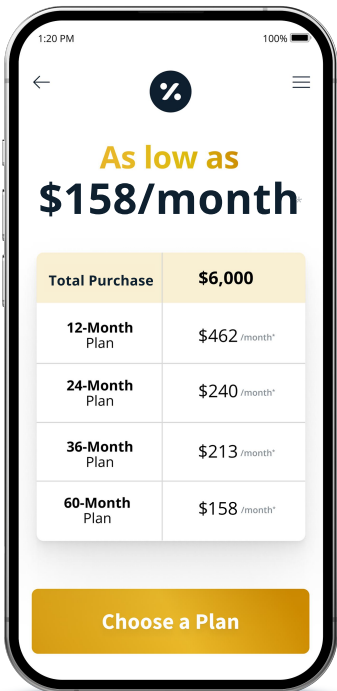 1:20 PM 100%
As low as
$158/month*
Total Purchase $6,000
12-Month
Plan
$462 /month*
24-Month
Plan
$240 /month*
36-Month
Plan
$213 /month*
60-Month
Plan
$158 /month*
Choose a Plan